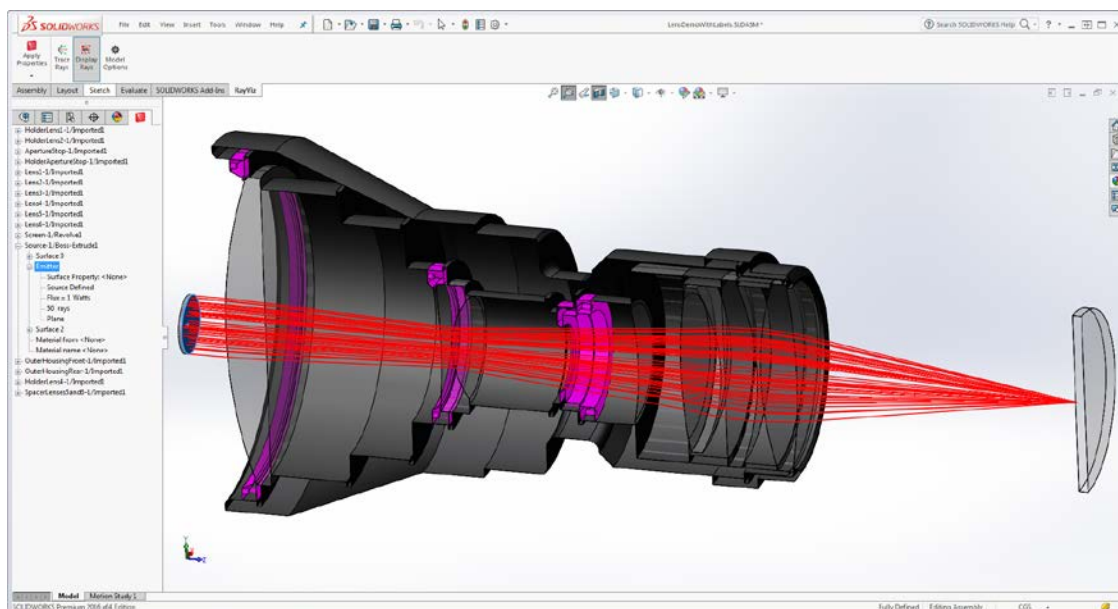 SOLIDWORKS File Edit View Insert Tools Window Help LensDemoWithLabels.SLDASM * Search SOLIDWORKS Help
Apply Properties
Trace Rays
Display Rays
Model Options
Assembly Layout Sketch Evaluate SOLIDWORKS Add-Ins RayViz
HolderLens1-1/Imported1
HolderLens2-1/Imported1
ApertureStop-1/Imported1
HolderApertureStop-1/Imported1
Lens1-1/Imported1
Lens2-1/Imported1
Lens3-1/Imported1
Lens4-1/Imported1
Lens5-1/Imported1
Lens6-1/Imported1
Screen-1/Revolve1
Source-1/Boss-Extrude1
Surface 0
Emitter
Surface Property: <None>
Source Defined
Flux = 1 Watts
50 rays
Plane
Surface 2
Material from: <None>
Material name: <None>
OuterHousingFront-1/Imported1
OuterHousingRear-1/Imported1
HolderLens4-1/Imported1
SpacerLenses5and6-1/Imported1
Y
Z
Model Motion Study 1
SOLIDWORKS Premium 2016 x64 Edition Fully Defined Editing Assembly CGS